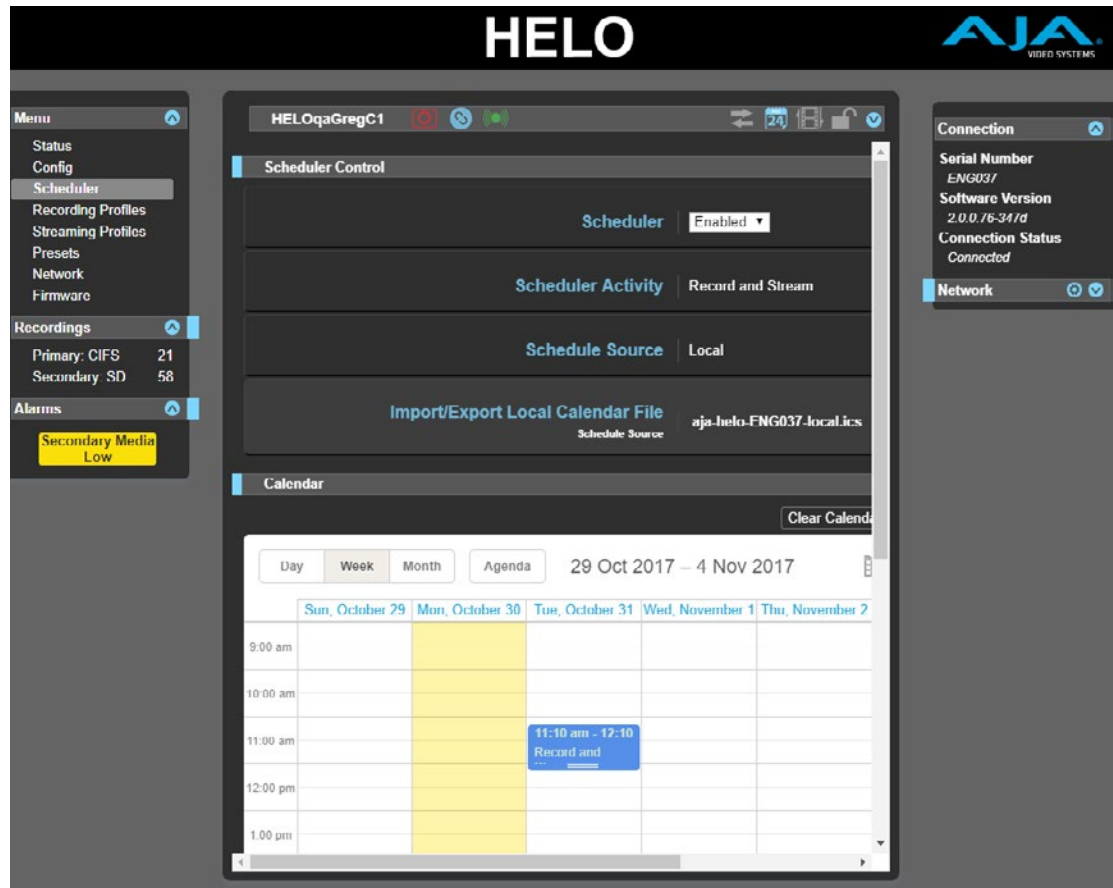 HELO
AJA
VIDEO SYSTEMS
Menu
Status
Config
Scheduler
Recording Profiles
Streaming Profiles
Presets
Network
Firmware
Recordings
Primary: CIFS 21
Secondary: SD 58
Alarms
Secondary Media
Low
HELOqaGregC1
24
Scheduler Control
Scheduler Enabled
Scheduler Activity Record and Stream
Schedule Source Local
Import/Export Local Calendar File aja-helo-ENG037-local.ics
Schedule Source
Calendar
Clear Calenda
Day Week Month Agenda 29 Oct 2017 – 4 Nov 2017
Sun, October 29 Mon, October 30 Tue, October 31 Wed, November 1 Thu, November 2
9:00 am
10:00 am
11:00 am
11:10 am - 12:10
Record and
...
12:00 pm
1:00 pm
Connection
Serial Number
ENG037
Software Version
2.0.0.76-347d
Connection Status
Connected
Network